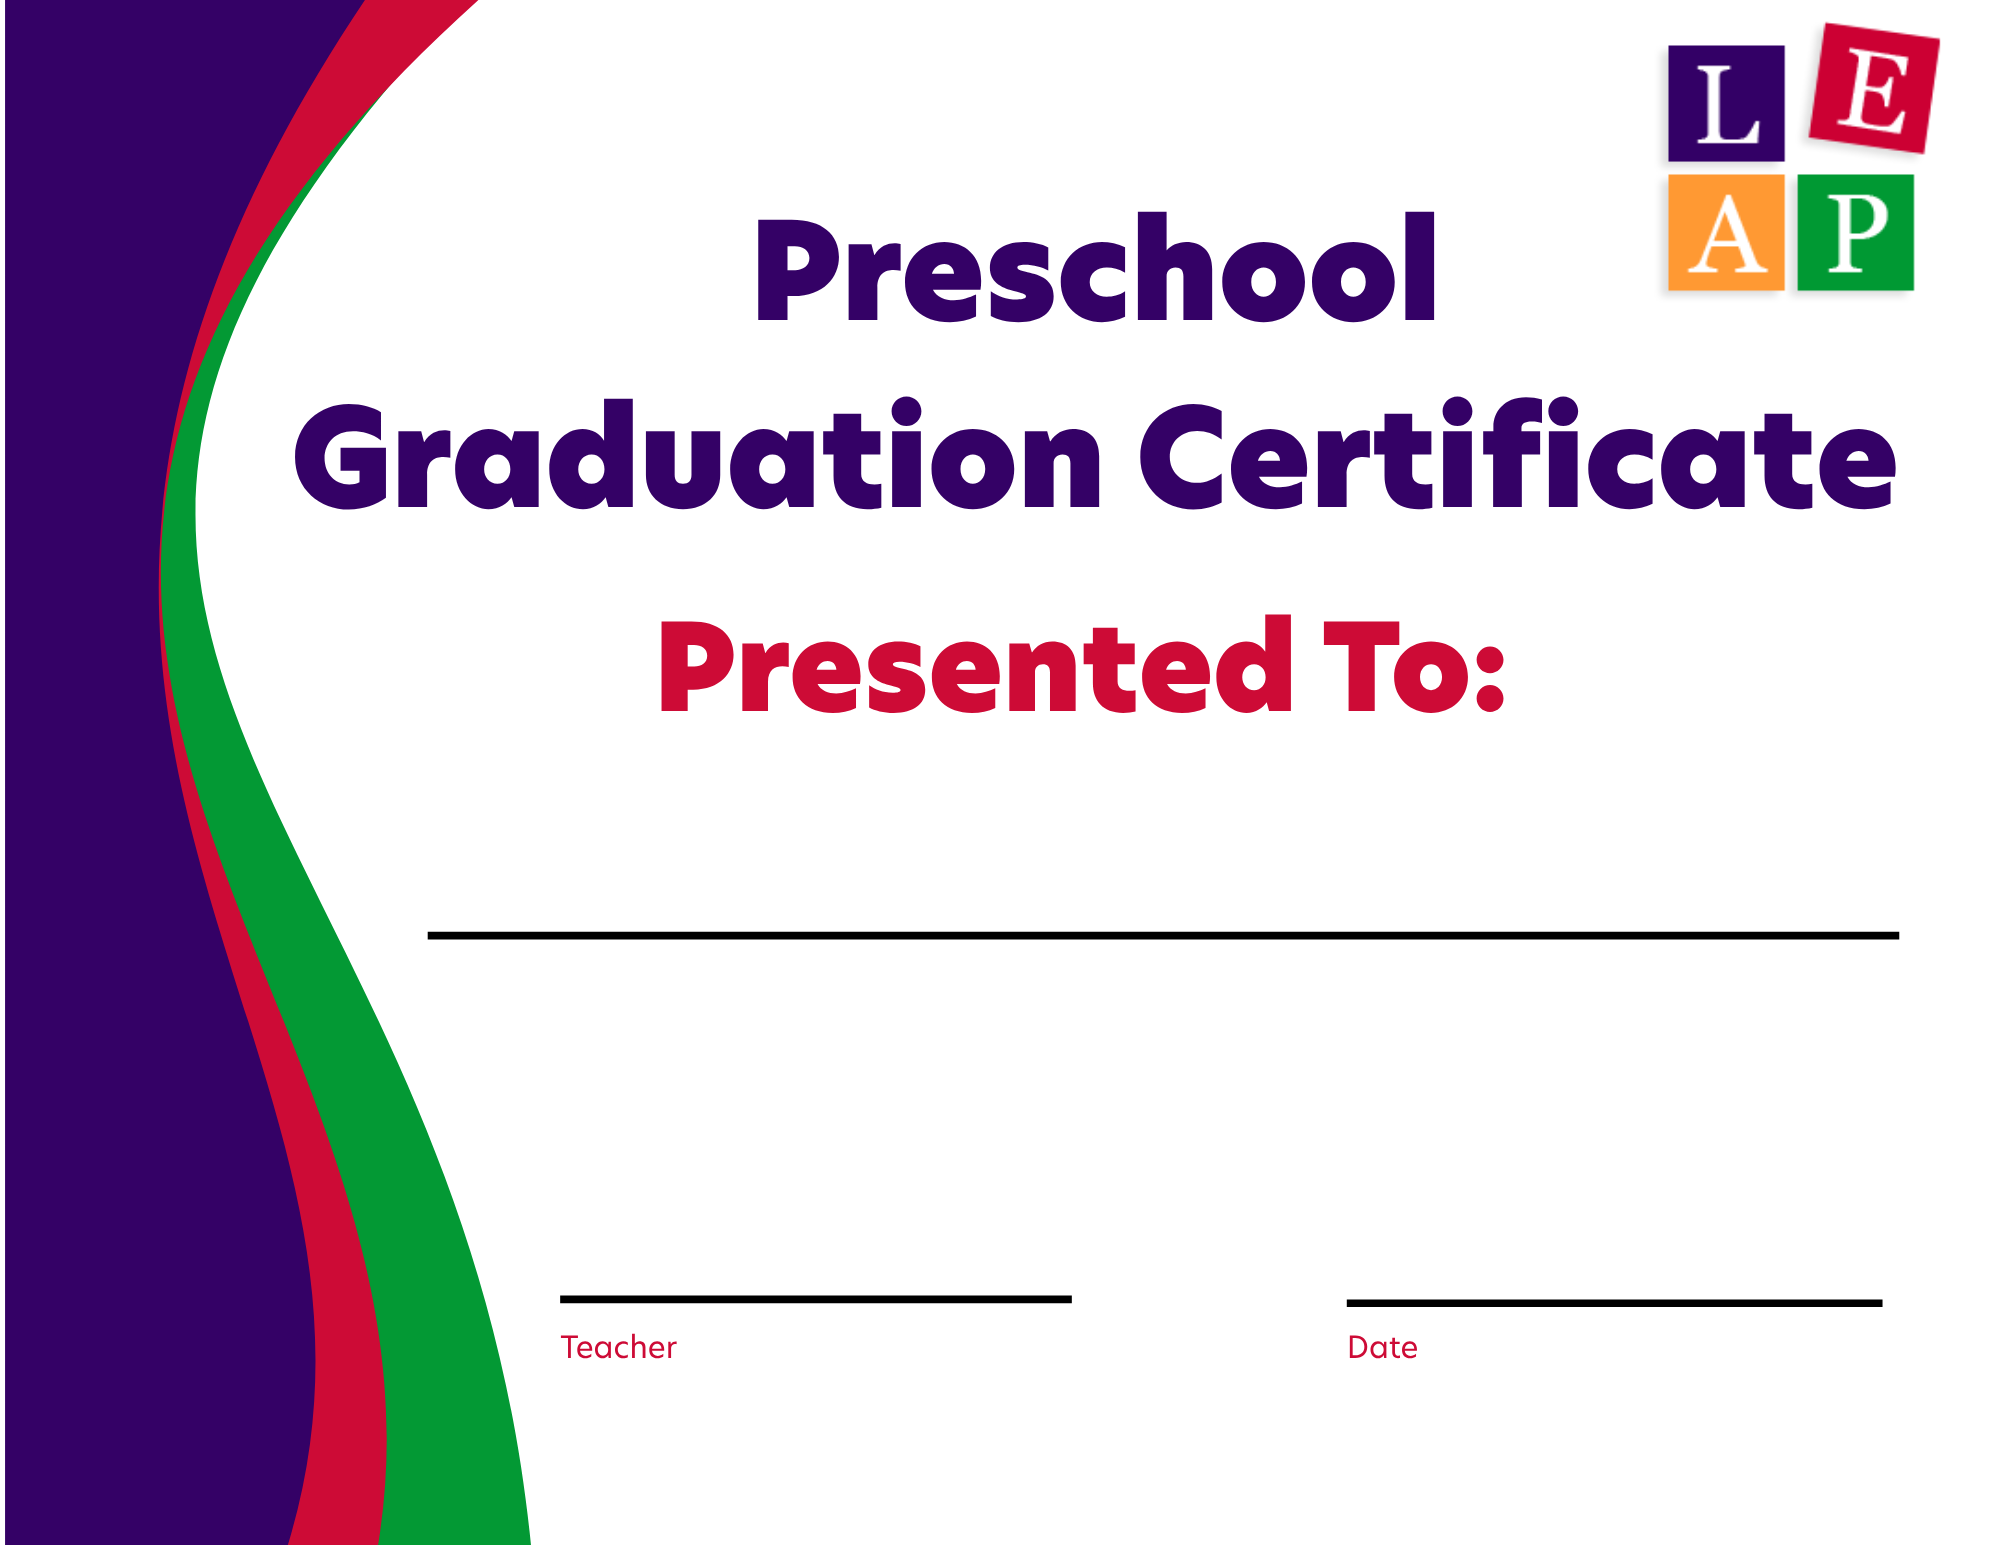 L E
A P
Preschool
Graduation Certificate
Presented To:
Teacher
Date